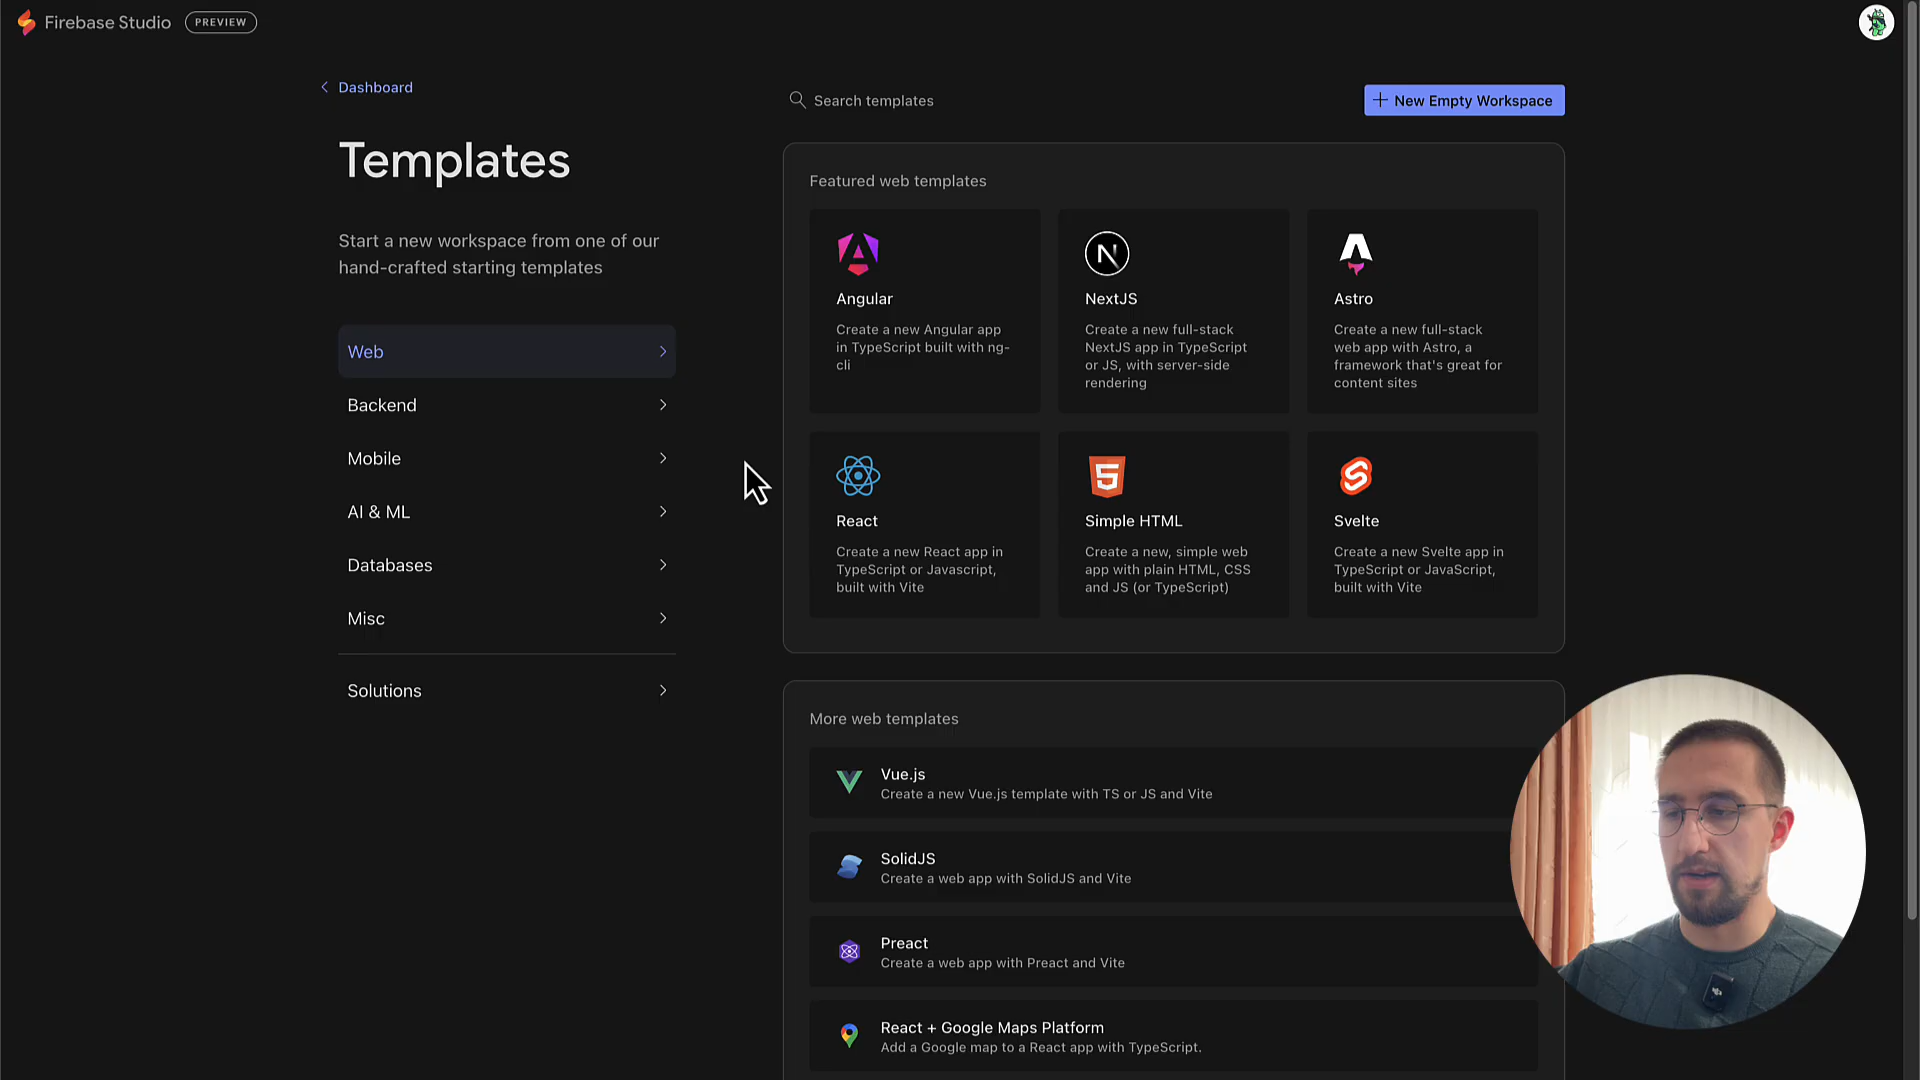 Firebase Studio
PREVIEW
Dashboard
Templates
Start a new workspace from one of our
hand-crafted starting templates
Web
Backend
Mobile
AI & ML
Databases
Misc
Solutions
Search templates
New Empty Workspace
Featured web templates
Angular
Create a new Angular app
in TypeScript built with ng-
cli
NextJS
Create a new full-stack
NextJS app in TypeScript
or JS, with server-side
rendering
Astro
Create a new full-stack
web app with Astro, a
framework that's great for
content sites
React
Create a new React app in
TypeScript or Javascript,
built with Vite
Simple HTML
Create a new, simple web
app with plain HTML, CSS
and JS (or TypeScript)
Svelte
Create a new Svelte app in
TypeScript or JavaScript,
built with Vite
More web templates
Vue.js
Create a new Vue.js template with TS or JS and Vite
SolidJS
Create a web app with SolidJS and Vite
Preact
Create a web app with Preact and Vite
React + Google Maps Platform
Add a Google map to a React app with TypeScript.